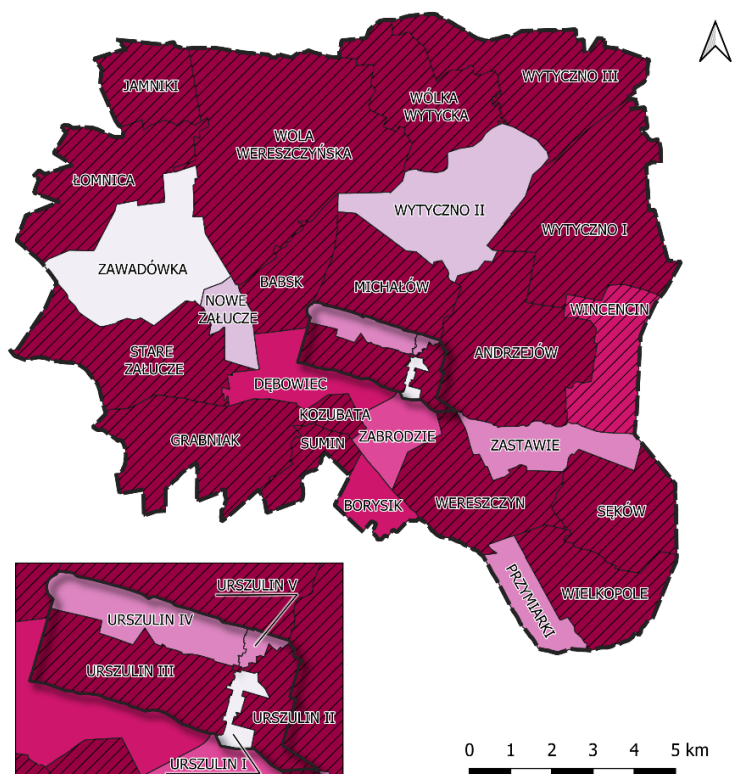 JAMNIKI
WYTYCZNO III
WÓLKA
WYTYCKA
WOLA
WERESZCZYŃSKA
ŁOMNICA
WYTYCZNO II
WYTYCZNO I
ZAWADÓWKA
BABSK
MICHAŁÓW
NOWE
ZAŁUCZE
WINCENCIN
STARE
ZAŁUCZE
ANDRZEJÓW
DĘBOWIEC
KOZUBATA
GRABNIAK
SUMIN
ZABRODZIE
ZASTAWIE
BORYSIK
WERESZCZYN
SĘKÓW
PRZYMIARKI
WIELKOPOLE
URSZULIN V
URSZULIN IV
URSZULIN III
URSZULIN II
URSZULIN I
0 1 2 3 4 5 km